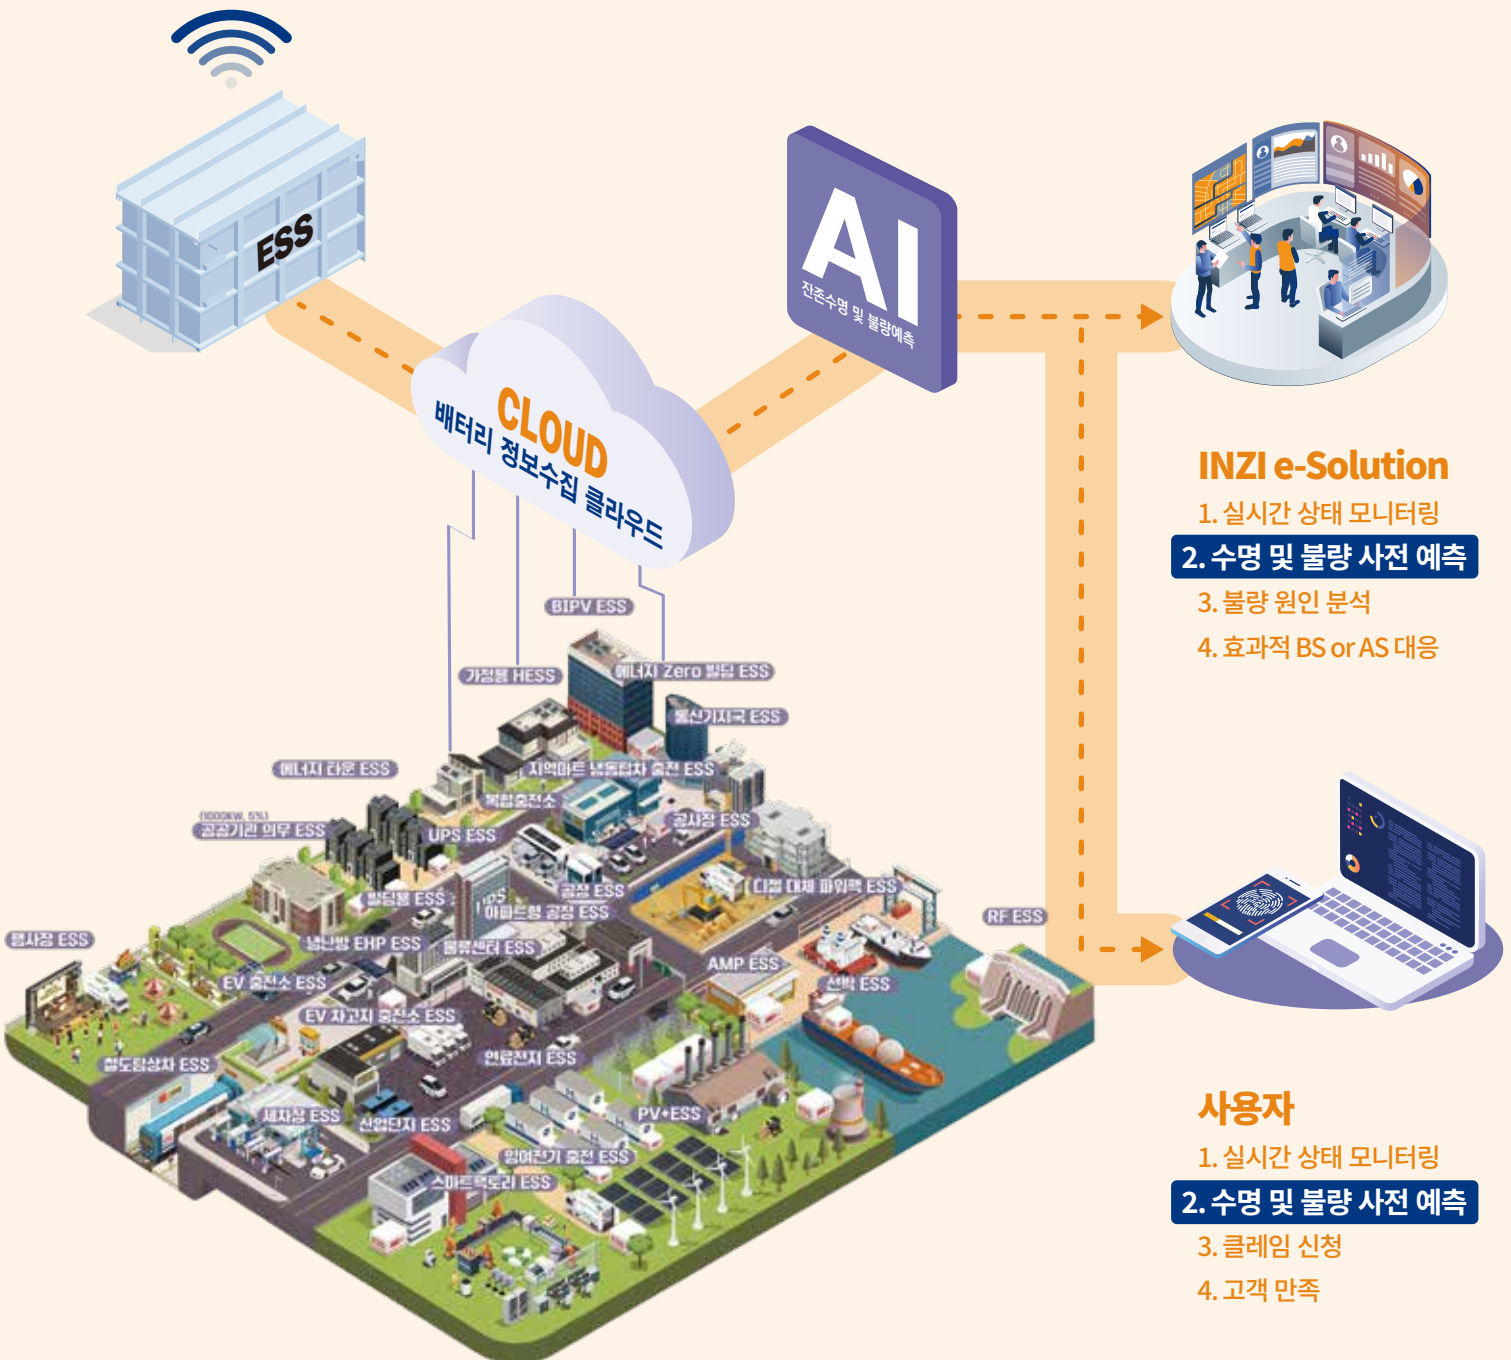 ESS
AI
잔존수명 및 불량예측
CLOUD
배터리 정보수집 클라우드
INZI e-Solution
1. 실시간 상태 모니터링
2. 수명 및 불량 사전 예측
3. 불량 원인 분석
4. 효과적 BS or AS 대응
BIPV ESS
가정용 HESS
에너지 Zero 빌딩 ESS
통신기지국 ESS
에너지 타운 ESS
지역마트 냉동탑차 충전 ESS
복합충전소
(1000KW, 5%)
공공기관 의무 ESS
UPS ESS
공사장 ESS
빌딩용 ESS
공장 ESS
디젤 대체 파워팩 ESS
아파트형 공장 ESS
RF ESS
행사장 ESS
냉난방 EHP ESS
물류센터 ESS
AMP ESS
EV 충전소 ESS
선박 ESS
EV 차고지 충전소 ESS
연료전지 ESS
철도탐상차 ESS
세차장 ESS
산업단지 ESS
PV+ESS
잉여전기 충전 ESS
스마트팩토리 ESS
사용자
1. 실시간 상태 모니터링
2. 수명 및 불량 사전 예측
3. 클레임 신청
4. 고객 만족